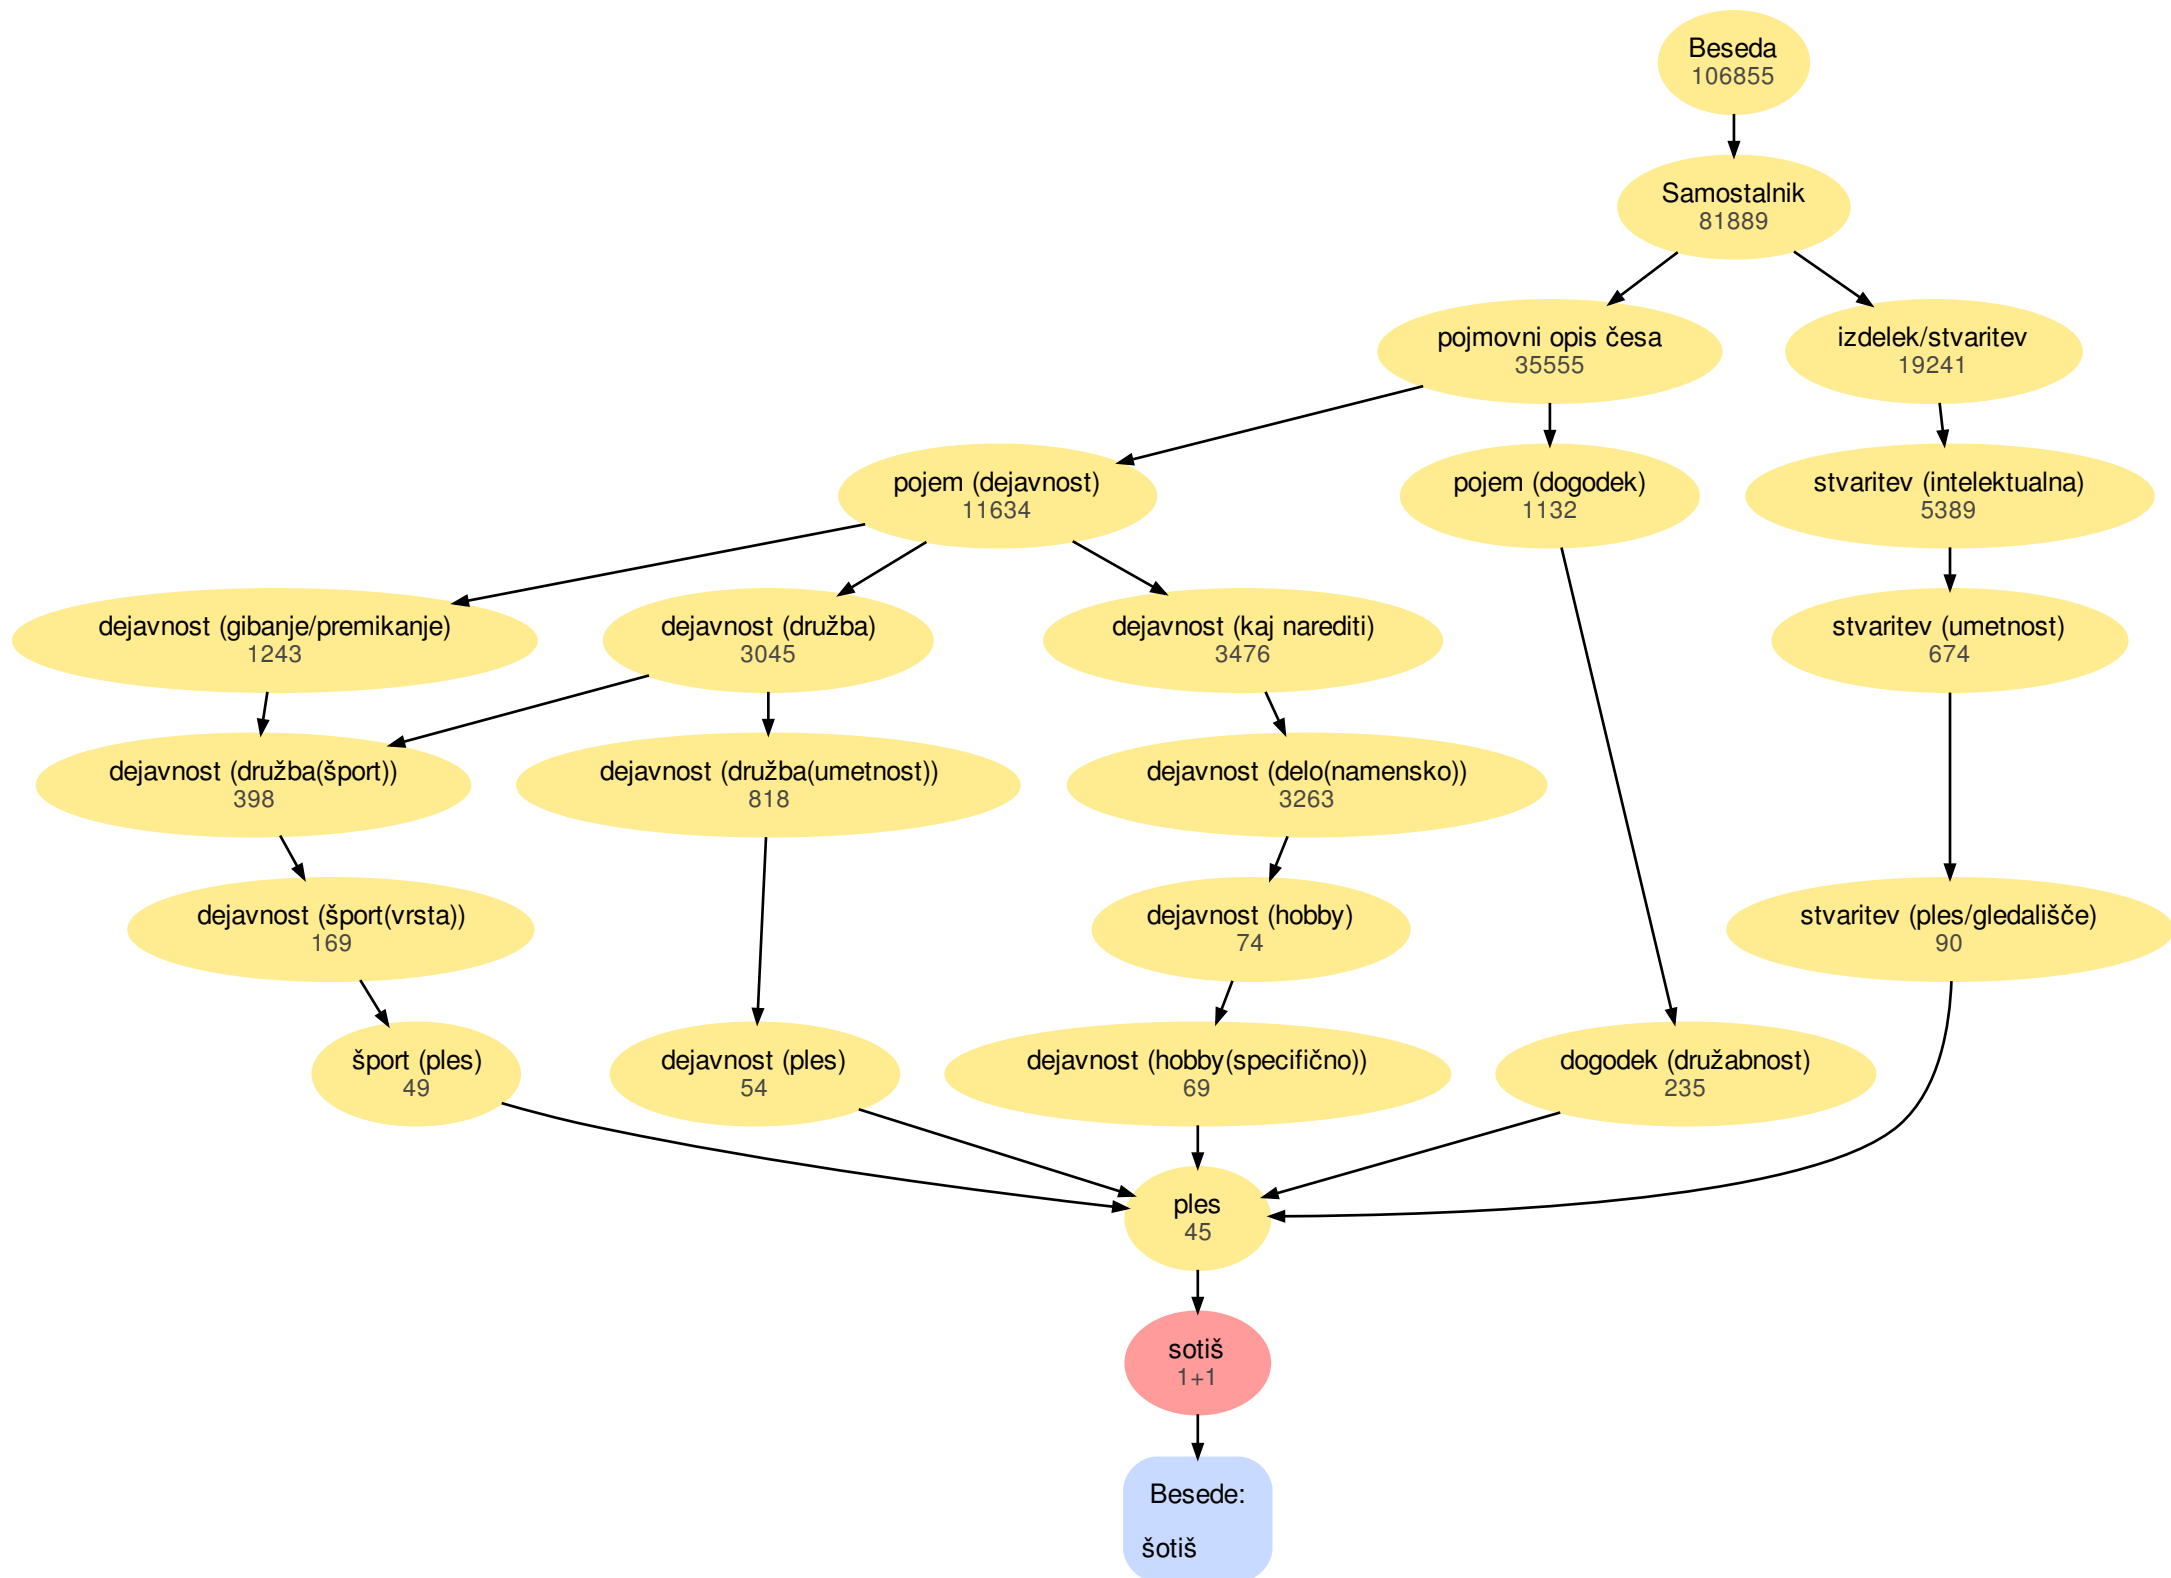 Beseda
106855
Samostalnik
81889
pojmovni opis česa
35555
izdelek/stvaritev
19241
pojem (dejavnost)
11634
pojem (dogodek)
1132
stvaritev (intelektualna)
5389
dejavnost (gibanje/premikanje)
1243
dejavnost (družba)
3045
dejavnost (kaj narediti)
3476
stvaritev (umetnost)
674
dejavnost (družba(šport))
398
dejavnost (družba(umetnost))
818
dejavnost (delo(namensko))
3263
dejavnost (šport(vrsta))
169
dejavnost (hobby)
74
stvaritev (ples/gledališče)
90
šport (ples)
49
dejavnost (ples)
54
dejavnost (hobby(specifično))
69
dogodek (družabnost)
235
ples
45
sotiš
1+1
Besede:
šotiš